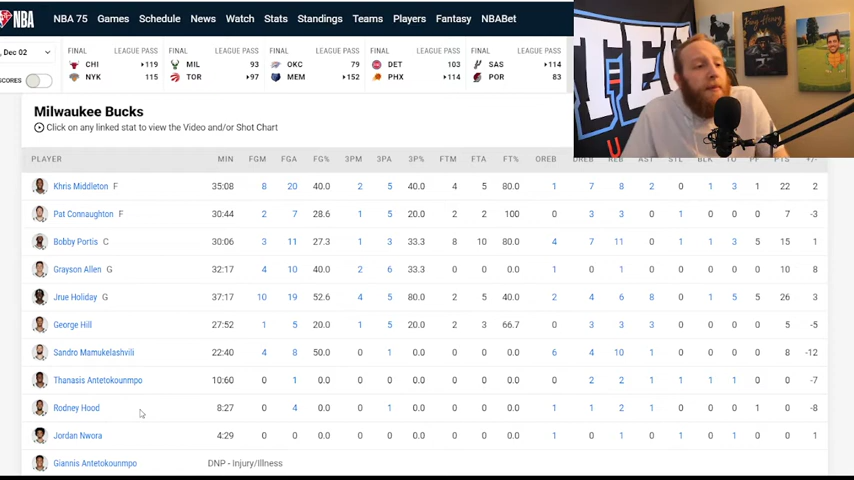 NBA NBA 75 Games Schedule News Watch Stats Standings Teams Players Fantasy NBABet
, Dec 02
SCORES
FINAL LEAGUE PASS FINAL LEAGUE PASS FINAL LEAGUE PASS FINAL LEAGUE PASS FINAL LEAGUE PASS
CHI 119 MIL 93 OKC 79 DET 103 SAS 114
NYK 115 TOR 97 MEM 152 PHX 114 POR 83
TE
Milwaukee Bucks
Click on any linked stat to view the Video and/or Shot Chart
PLAYER MIN FGM FGA FG% 3PM 3PA 3P% FTM FTA FT% OREB DREB REB AST STL BLK TO PF PTS +/-
Khris Middleton F 35:08 8 20 40.0 2 5 40.0 4 5 80.0 1 7 8 2 0 1 3 1 22 2
Pat Connaughton F 30:44 2 7 28.6 1 5 20.0 2 2 100 0 3 3 0 1 0 0 0 7 -3
Bobby Portis C 30:06 3 11 27.3 1 3 33.3 8 10 80.0 4 7 11 0 1 1 3 5 15 1
Grayson Allen G 32:17 4 10 40.0 2 6 33.3 0 0 0.0 1 0 1 0 0 0 0 0 10 8
Jrue Holiday G 37:17 10 19 52.6 4 5 80.0 2 5 40.0 2 4 6 8 0 1 5 5 26 3
George Hill 27:52 1 5 20.0 1 5 20.0 2 3 66.7 0 3 3 3 0 0 0 0 5 -5
Sandro Mamukelashvili 22:40 4 8 50.0 0 1 0.0 0 0 0.0 6 4 10 1 0 0 0 0 8 -12
Thanasis Antetokounmpo 10:60 0 1 0.0 0 0 0.0 0 0 0.0 0 2 2 1 1 1 1 0 0 -7
Rodney Hood 8:27 0 4 0.0 0 1 0.0 0 0 0.0 1 1 2 1 0 0 0 1 0 -8
Jordan Nwora 4:29 0 0 0.0 0 0 0.0 0 0 0.0 1 0 1 0 1 0 1 0 0 1
Giannis Antetokounmpo DNP - Injury/Illness